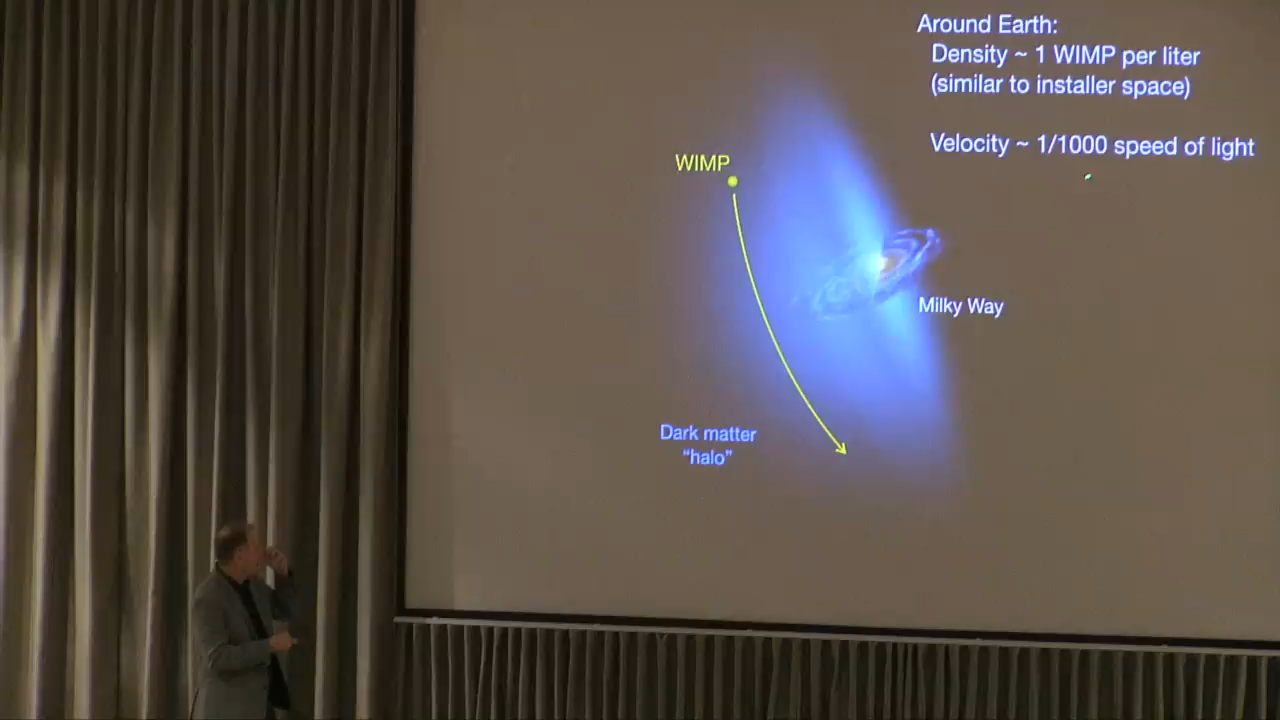 Around Earth:
Density ~ 1 WIMP per liter
(similar to installer space)
Velocity ~ 1/1000 speed of light
WIMP
Milky Way
Dark matter
“halo”